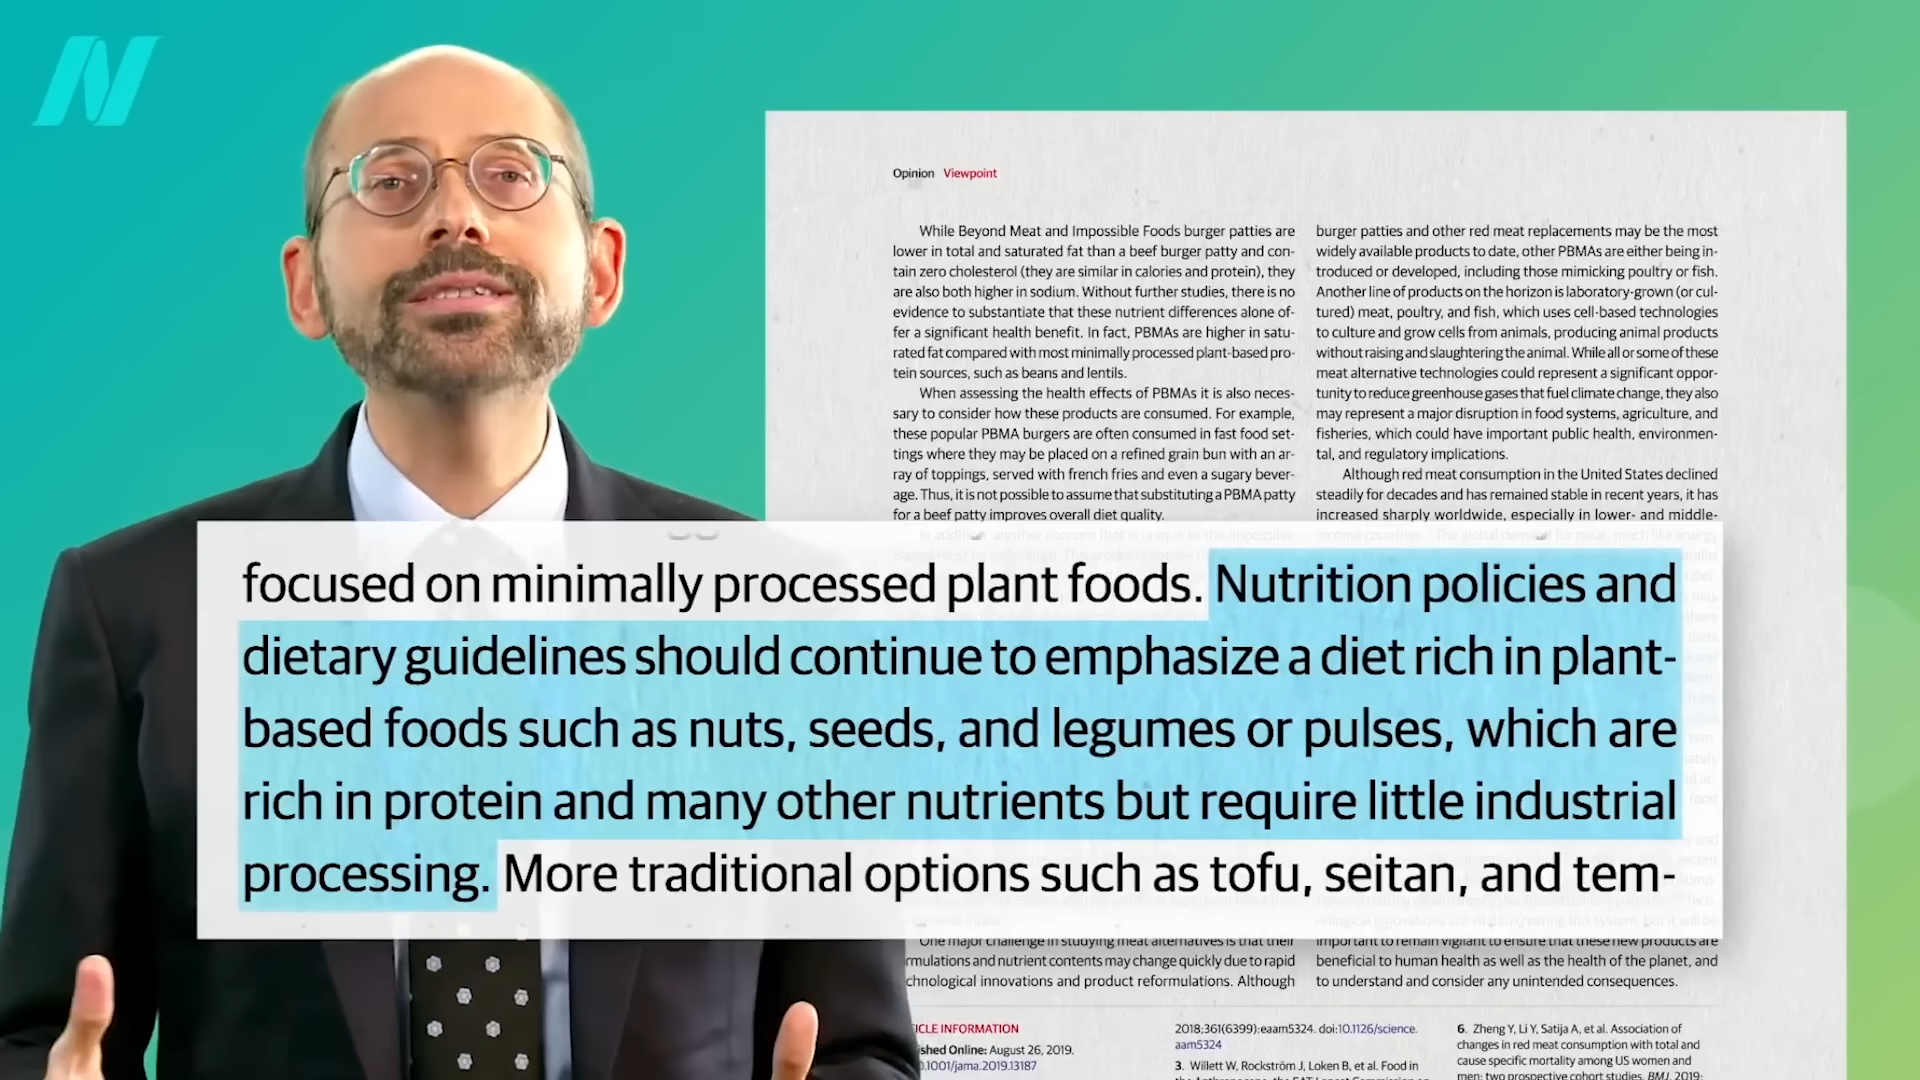 N
Opinion Viewpoint
While Beyond Meat and Impossible Foods burger patties are
lower in total and saturated fat than a beef burger patty and con-
tain zero cholesterol (they are similar in calories and protein), they
are also both higher in sodium. Without further studies, there is no
evidence to substantiate that these nutrient differences alone of-
fer a significant health benefit. In fact, PBMAs are higher in satu-
rated fat compared with most minimally processed plant-based pro-
tein sources, such as beans and lentils.
When assessing the health effects of PBMAs it is also neces-
sary to consider how these products are consumed. For example,
these popular PBMA burgers are often consumed in fast food set-
tings where they may be placed on a refined grain bun with an ar-
ray of toppings, served with french fries and even a sugary bever-
age. Thus, it is not possible to assume that substituting a PBMA patty
for a beef patty improves overall diet quality.
burger patties and other red meat replacements may be the most
widely available products to date, other PBMAs are either being in-
troduced or developed, including those mimicking poultry or fish.
Another line of products on the horizon is laboratory-grown (or cul-
tured) meat, poultry, and fish, which uses cell-based technologies
to culture and grow cells from animals, producing animal products
without raising and slaughtering the animal. While all or some of these
meat alternative technologies could represent a significant oppor-
tunity to reduce greenhouse gases that fuel climate change, they also
may represent a major disruption in food systems, agriculture, and
fisheries, which could have important public health, environmen-
tal, and regulatory implications.
Although red meat consumption in the United States declined
steadily for decades and has remained stable in recent years, it has
increased sharply worldwide, especially in lower- and middle-
focused on minimally processed plant foods. Nutrition policies and
dietary guidelines should continue to emphasize a diet rich in plant-
based foods such as nuts, seeds, and legumes or pulses, which are
rich in protein and many other nutrients but require little industrial
processing. More traditional options such as tofu, seitan, and tem-
One major challenge in studying meat alternatives is that their
rmulations and nutrient contents may change quickly due to rapid
chnological innovations and product reformulations. Although
important to remain vigilant to ensure that these new products are
beneficial to human health as well as the health of the planet, and
to understand and consider any unintended consequences.
ICLE INFORMATION
shed Online: August 26, 2019.
0.1001/jama.2019.13187
2018;361(6399):eaam5324. doi:10.1126/science.
aam5324
3. Willett W, Rockström J, Loken B, et al. Food in
6. Zheng Y, Li Y, Satija A, et al. Association of
changes in red meat consumption with total and
cause specific mortality among US women and
men: two prospective cohort studies. BMJ. 2019;